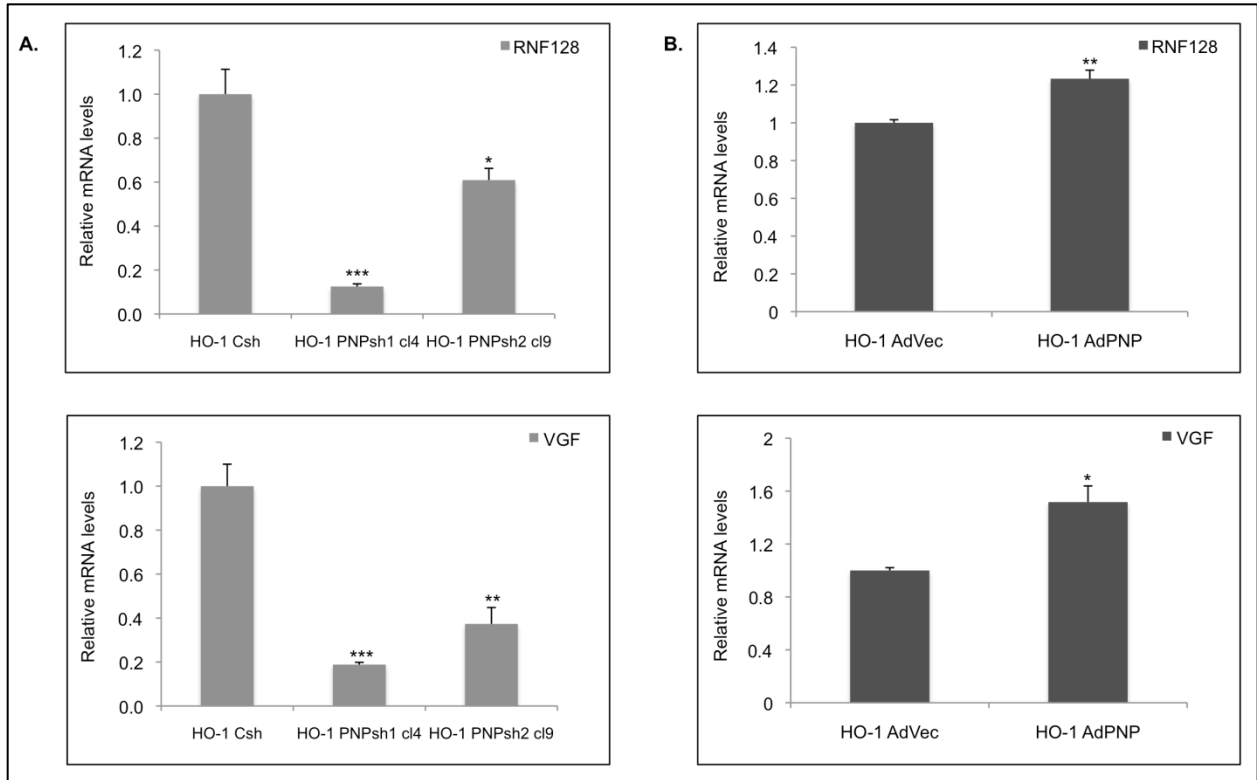 A.
RNF128
Relative mRNA levels
1.2
1.0
0.8
0.6
0.4
0.2
0.0
***
*
HO-1 Csh HO-1 PNPsh1 cl4 HO-1 PNPsh2 cl9
B.
RNF128
Relative mRNA levels
1.4
1.2
1
0.8
0.6
0.4
0.2
0
**
HO-1 AdVec HO-1 AdPNP
VGF
Relative mRNA levels
1.2
1.0
0.8
0.6
0.4
0.2
0.0
***
**
HO-1 Csh HO-1 PNPsh1 cl4 HO-1 PNPsh2 cl9
VGF
Relative mRNA levels
2
1.6
1.2
0.8
0.4
0
*
HO-1 AdVec HO-1 AdPNP